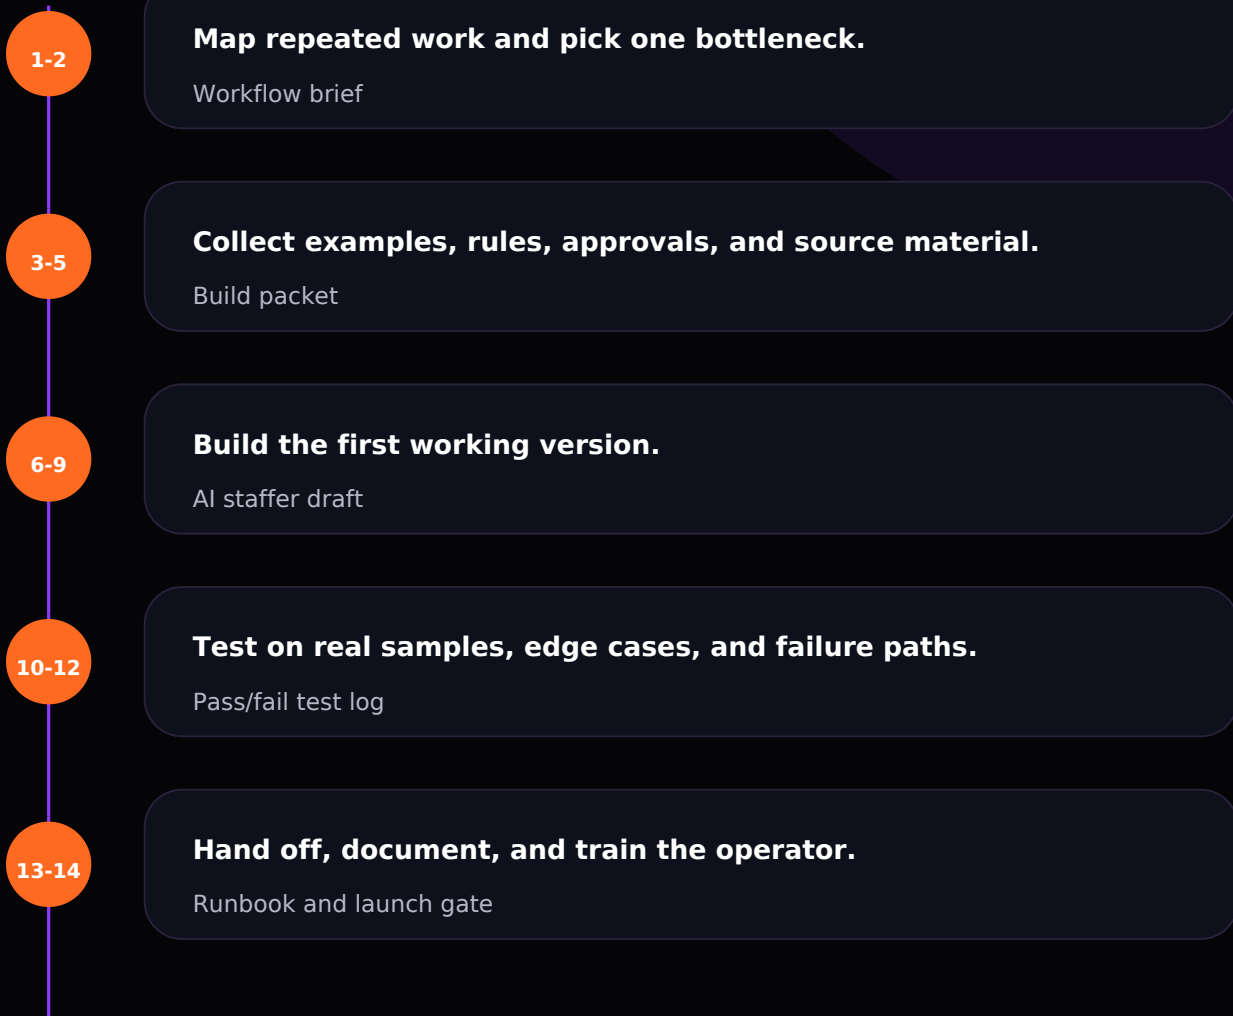 1-2
Map repeated work and pick one bottleneck.
Workflow brief
3-5
Collect examples, rules, approvals, and source material.
Build packet
6-9
Build the first working version.
AI staffer draft
10-12
Test on real samples, edge cases, and failure paths.
Pass/fail test log
13-14
Hand off, document, and train the operator.
Runbook and launch gate